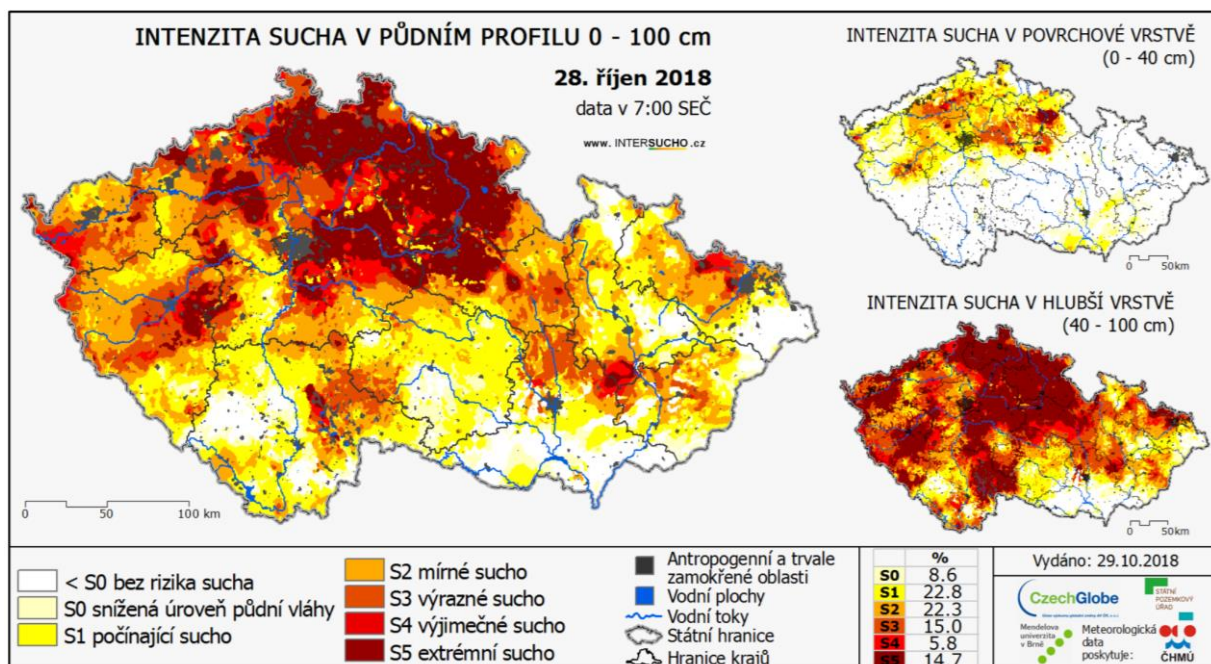 INTENZITA SUCHA V PŮDNÍM PROFILU 0 - 100 cm
28. říjen 2018
data v 7:00 SEČ
www. INTERSUCHO .cz
INTENZITA SUCHA V POVRCHOVÉ VRSTVĚ
(0 - 40 cm)
0 50km
INTENZITA SUCHA V HLUBŠÍ VRSTVĚ
(40 - 100 cm)
0 50km
0 50 100 km
< S0 bez rizika sucha
S0 snížená úroveň půdní vláhy
S1 počínající sucho
S2 mírné sucho
S3 výrazné sucho
S4 výjimečné sucho
S5 extrémní sucho
Antropogenní a trvale
zamokřené oblasti
Vodní plochy
Vodní toky
Státní hranice
Hranice krajů
%
S0 8.6
S1 22.8
S2 22.3
S3 15.0
S4 5.8
S5 14.7
Vydáno: 29.10.2018
CzechGlobe
STÁTNÍ
POZEMKOVÝ
ÚŘAD
Mendelova
univerzita
v Brně
Meteorologická
data
poskytuje:
ČHMÚ